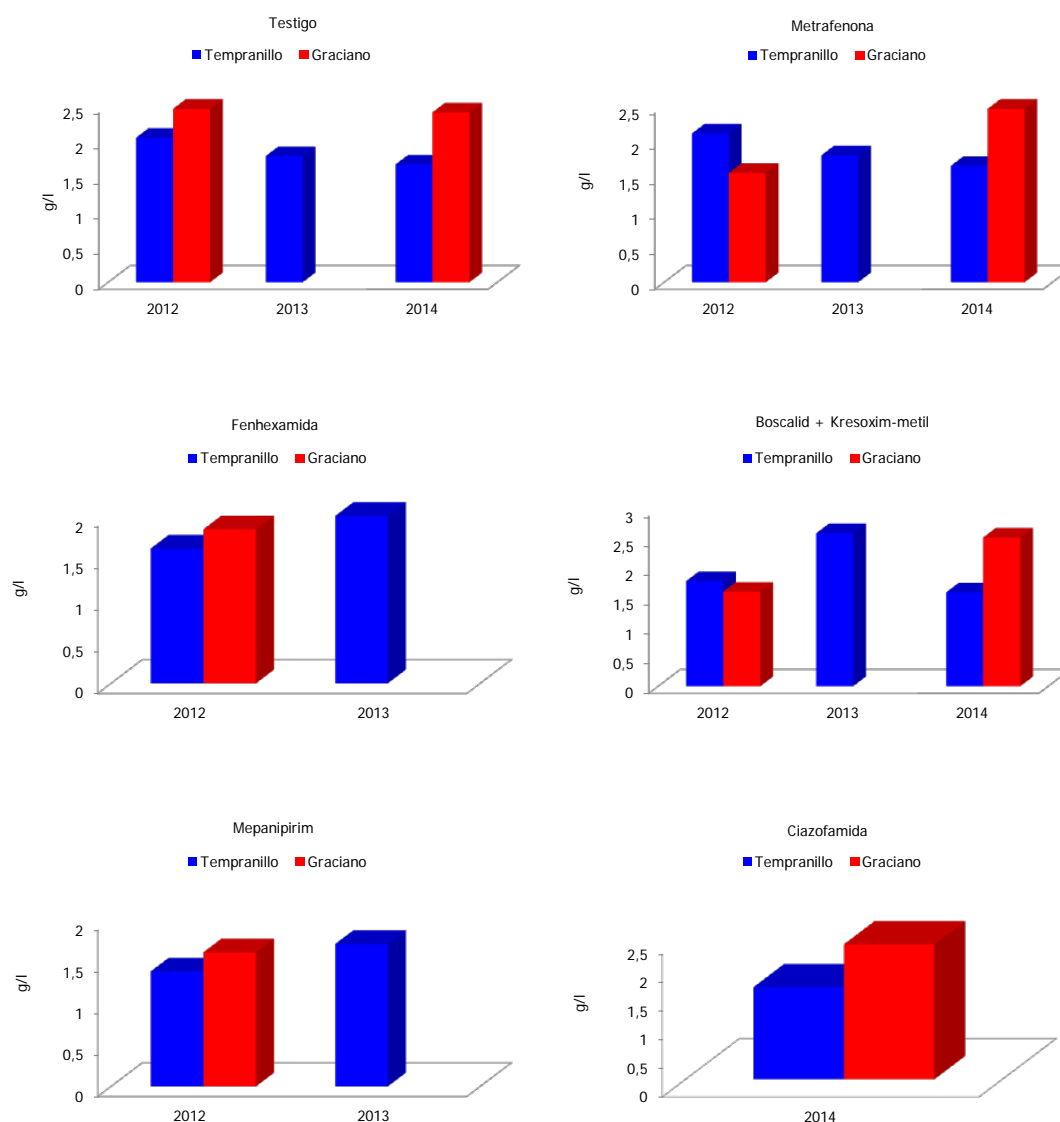 Testigo
Tempranillo Graciano
2,5
2
1,5
1
0,5
0
g/l
2012 2013 2014
Metrafenona
Tempranillo Graciano
2,5
2
1,5
1
0,5
0
g/l
2012 2013 2014
Fenhexamida
Tempranillo Graciano
2
1,5
1
0,5
0
g/l
2012 2013
Boscalid + Kresoxim-metil
Tempranillo Graciano
3
2,5
2
1,5
1
0,5
0
g/l
2012 2013 2014
Mepanipirim
Tempranillo Graciano
2
1,5
1
0,5
0
g/l
2012 2013
Ciazofamida
Tempranillo Graciano
2,5
2
1,5
1
0,5
0
g/l
2014